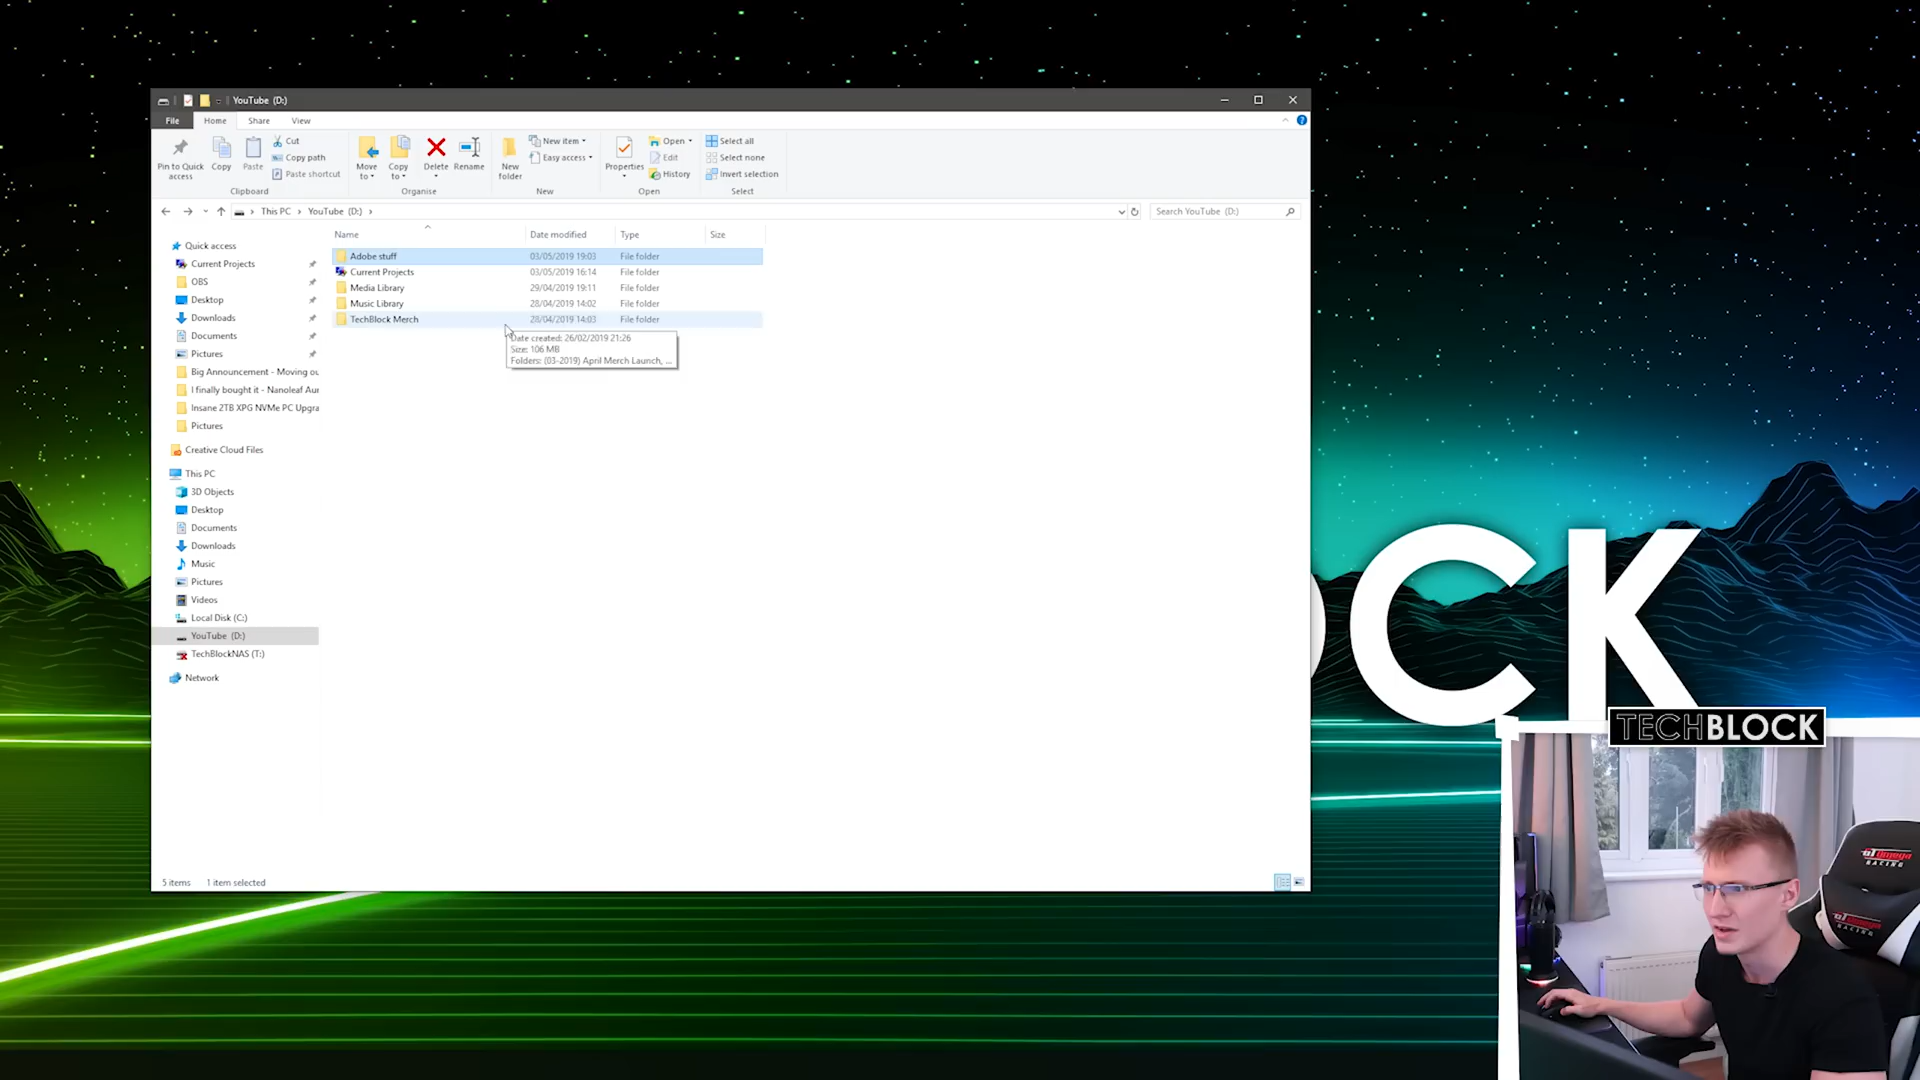 YouTube (D:)
File Home Share View
Pin to Quick access
Copy
Paste
Cut
Copy path
Paste shortcut
Clipboard
Move to
Copy to
Delete
Rename
Organise
New folder
New item
Easy access
New
Properties
Open
Edit
History
Open
Select all
Select none
Invert selection
Select
This PC > YouTube (D:) >
Search YouTube (D:)
Quick access
Current Projects
OBS
Desktop
Downloads
Documents
Pictures
Big Announcement - Moving ou
I finally bought it - Nanoleaf Aur
Insane 2TB XPG NVMe PC Upgra
Pictures
Creative Cloud Files
This PC
3D Objects
Desktop
Documents
Downloads
Music
Pictures
Videos
Local Disk (C:)
YouTube (D:)
TechBlockNAS (T:)
Network
Name Date modified Type Size
Adobe stuff 03/05/2019 19:03 File folder
Current Projects 03/05/2019 16:14 File folder
Media Library 29/04/2019 19:11 File folder
Music Library 28/04/2019 14:02 File folder
TechBlock Merch 28/04/2019 14:03 File folder
Date created: 26/02/2019 21:26
Size: 106 MB
Folders: (03-2019) April Merch Launch, ...
5 items 1 item selected
OCK
TECHBLOCK
GT Omega
RACING
GT Omega
RACING